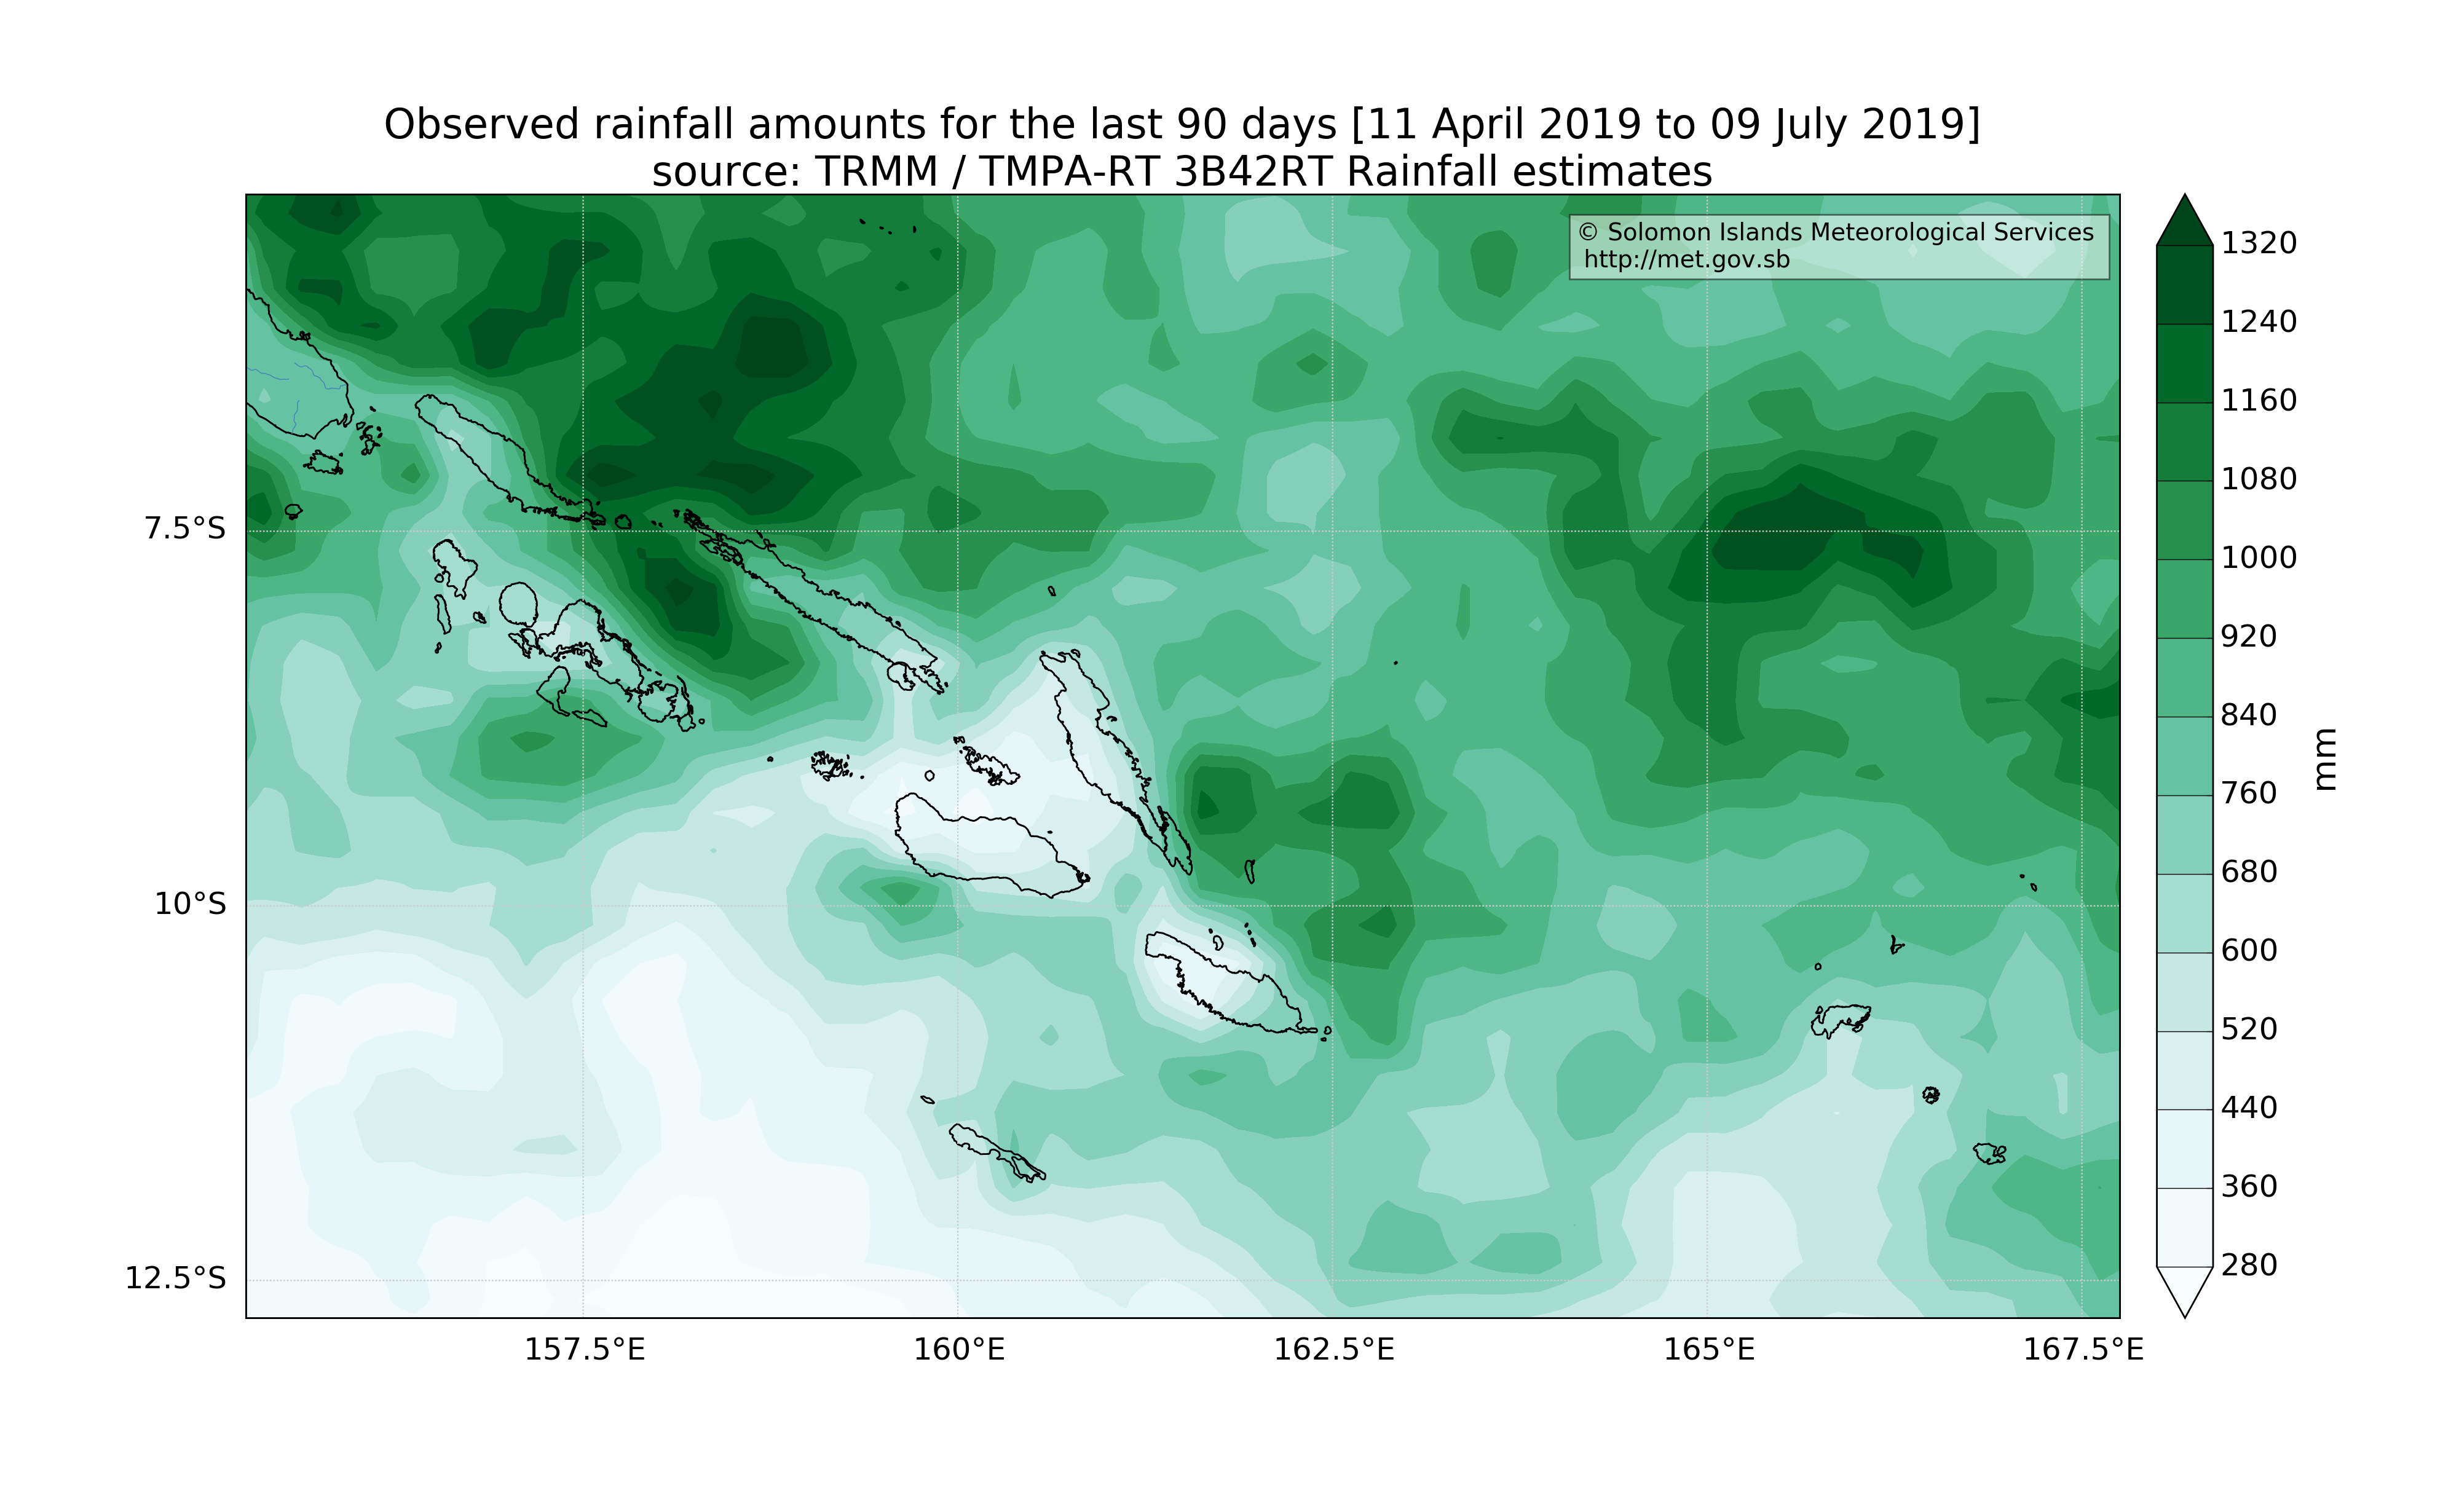 Observed rainfall amounts for the last 90 days [11 April 2019 to 09 July 2019]
source: TRMM / TMPA-RT 3B42RT Rainfall estimates
© Solomon Islands Meteorological Services
http://met.gov.sb
7.5°S
10°S
12.5°S
157.5°E
160°E
162.5°E
165°E
167.5°E
1320
1240
1160
1080
1000
920
840
760
680
600
520
440
360
280
mm